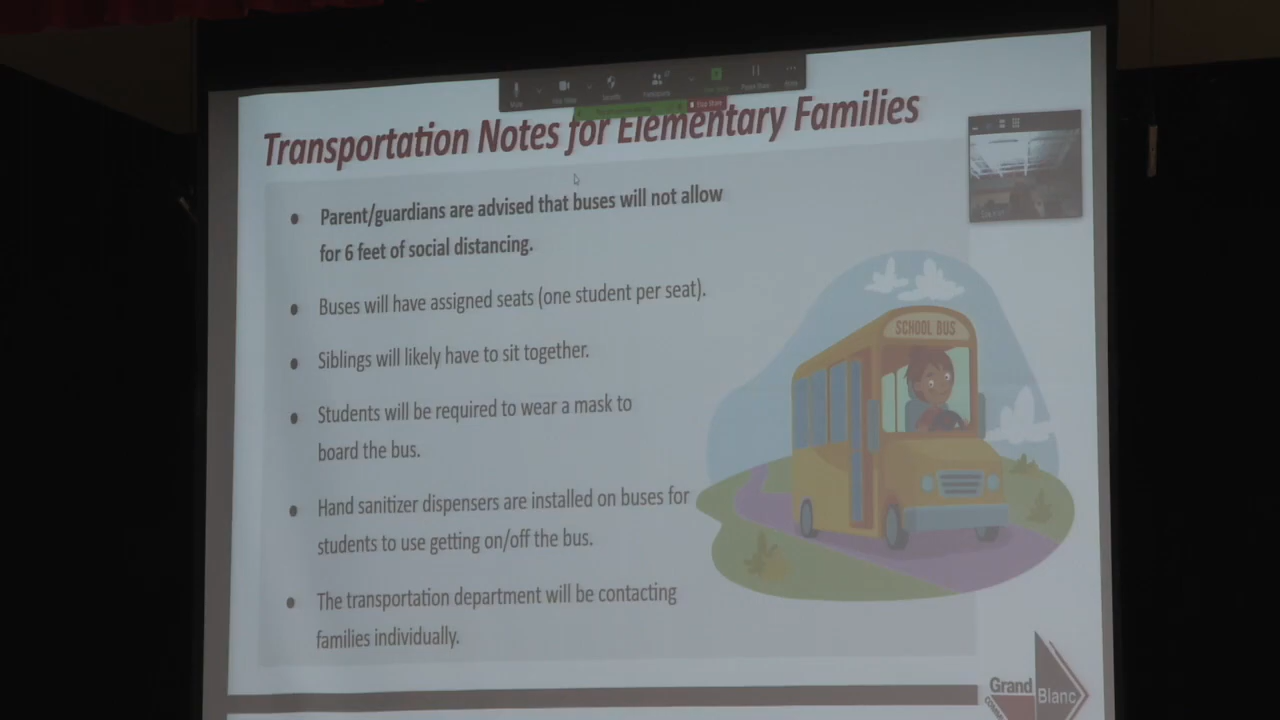 Transportation Notes for Elementary Families
Parent/guardians are advised that buses will not allow
for 6 feet of social distancing.
Buses will have assigned seats (one student per seat).
Siblings will likely have to sit together.
Students will be required to wear a mask to
board the bus.
Hand sanitizer dispensers are installed on buses for
students to use getting on/off the bus.
The transportation department will be contacting
families individually.
SCHOOL BUS
Grand
Blanc